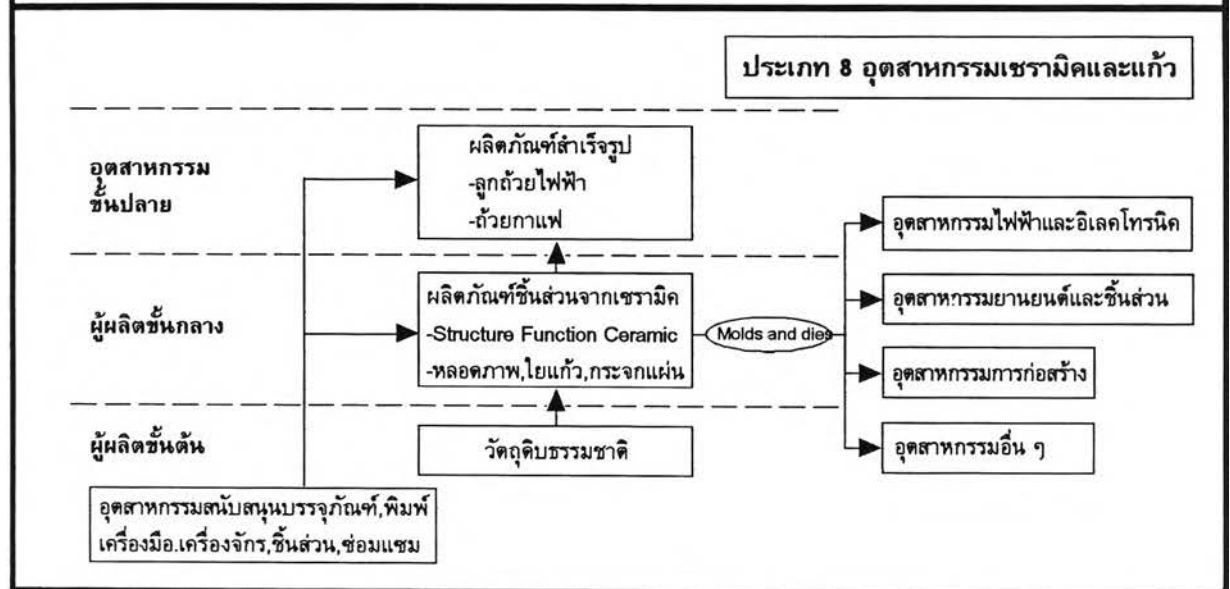 ประเภท 8 อุตสาหกรรมเซรามิคและแก้ว
อุตสาหกรรม
ขั้นปลาย
ผลิตภัณฑ์สำเร็จรูป
-ลูกถ้วยไฟฟ้า
-ถ้วยกาแฟ
ผู้ผลิตขั้นกลาง
ผลิตภัณฑ์ชิ้นส่วนจากเซรามิค
-Structure Function Ceramic
-หลอดภาพ,ใยแก้ว,กระจกแผ่น
Molds and dies
อุตสาหกรรมไฟฟ้าและอิเลคโทรนิค
อุตสาหกรรมยานยนต์และชิ้นส่วน
อุตสาหกรรมการก่อสร้าง
อุตสาหกรรมอื่น ๆ
ผู้ผลิตขั้นต้น
วัตถุดิบธรรมชาติ
อุตสาหกรรมสนับสนุนบรรจุภัณฑ์,พิมพ์
เครื่องมือ.เครื่องจักร,ชิ้นส่วน,ซ่อมแซม